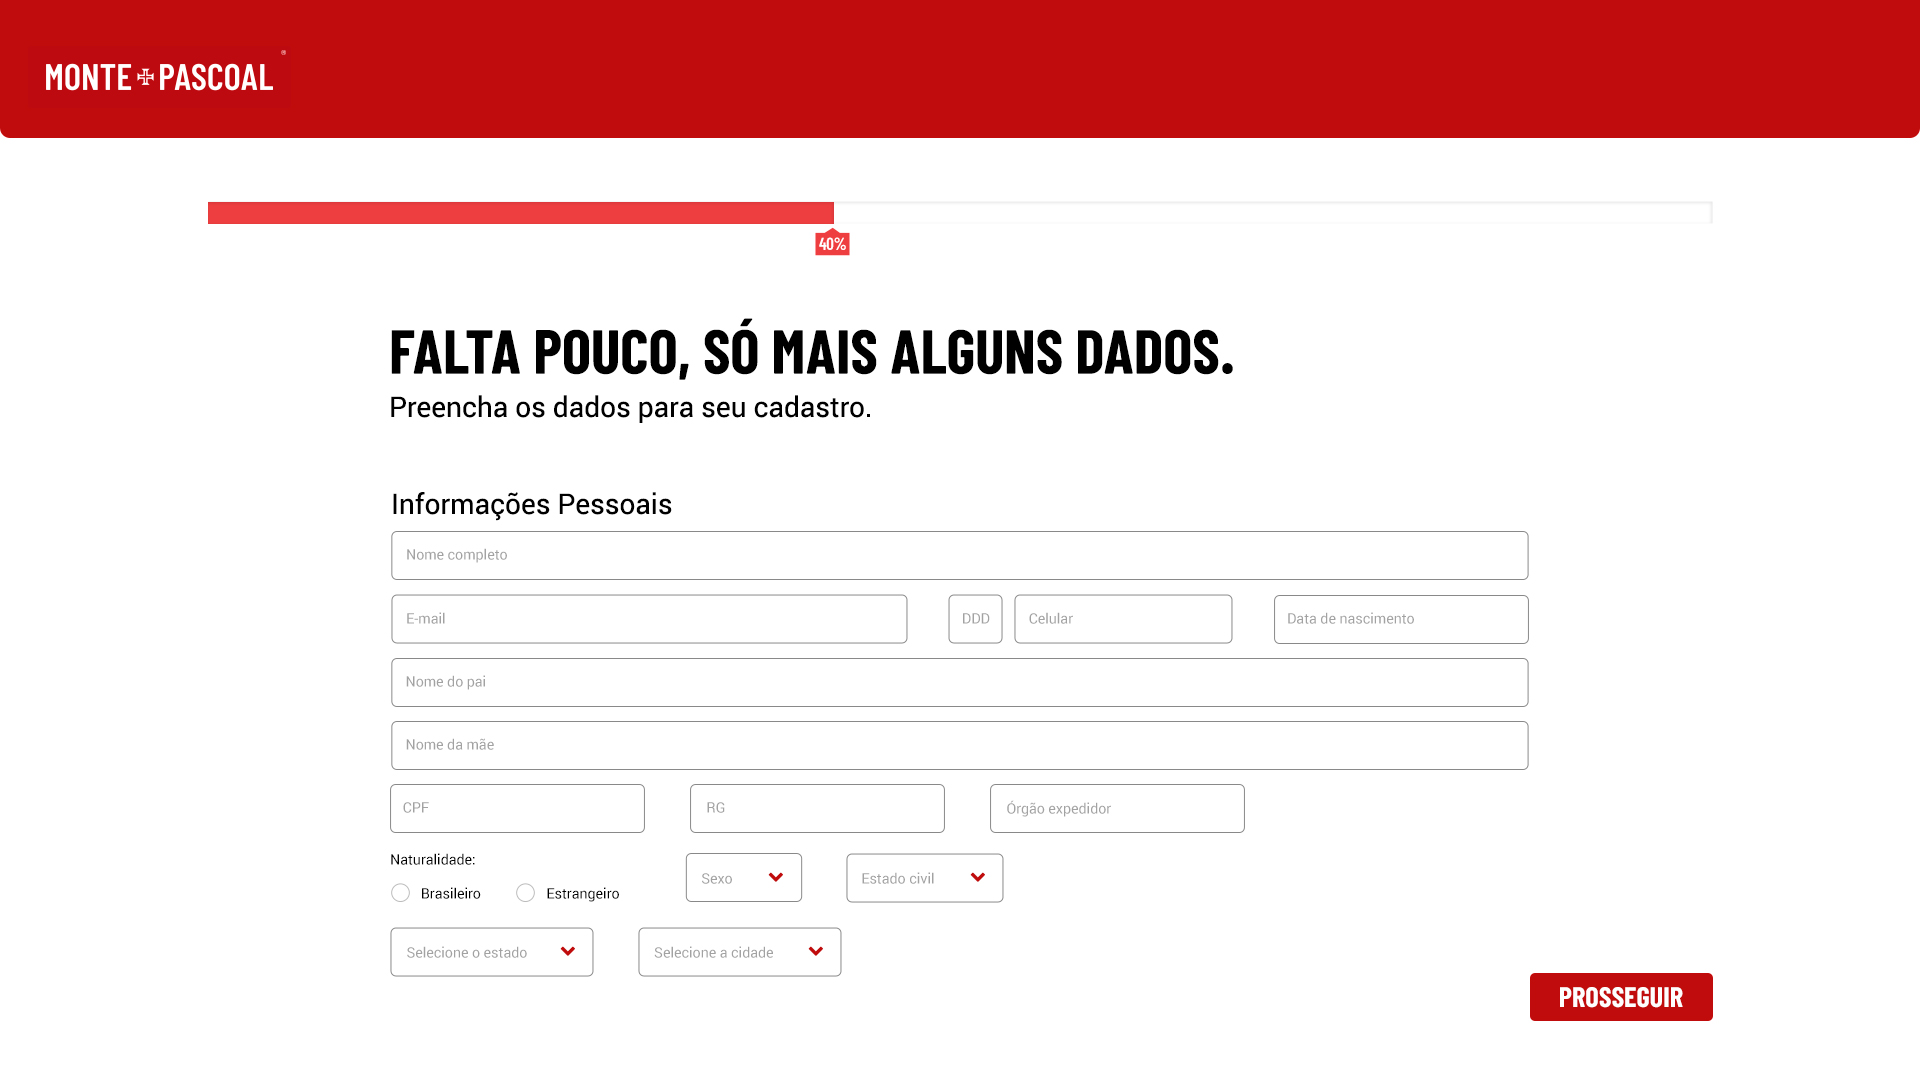 MONTE PASCOAL
®
40%
FALTA POUCO, SÓ MAIS ALGUNS DADOS.
Preencha os dados para seu cadastro.
Informações Pessoais
Nome completo
E-mail DDD Celular Data de nascimento
Nome do pai
Nome da mãe
CPF RG Órgão expedidor
Naturalidade:
Brasileiro Estrangeiro Sexo Estado civil
Selecione o estado Selecione a cidade
PROSSEGUIR